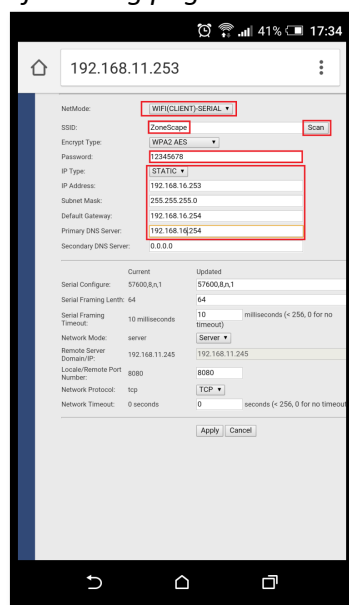 41% 17:34
192.168.11.253
NetMode: WIFI(CLIENT)-SERIAL
SSID: ZoneScape Scan
Encrypt Type: WPA2 AES
Password: 12345678
IP Type: STATIC
IP Address: 192.168.16.253
Subnet Mask: 255.255.255.0
Default Gateway: 192.168.16.254
Primary DNS Server: 192.168.16.254
Secondary DNS Server: 0.0.0.0
Current Updated
Serial Configure: 57600,8,n,1 57600,8,n,1
Serial Framing Lenth: 64 64
Serial Framing Timeout: 10 milliseconds 10 milliseconds (< 256, 0 for no timeout)
Network Mode: server Server
Remote Server Domain/IP: 192.168.11.245 192.168.11.245
Locale/Remote Port Number: 8080 8080
Network Protocol: tcp TCP
Network Timeout: 0 seconds 0 seconds (< 256, 0 for no timeout
Apply Cancel